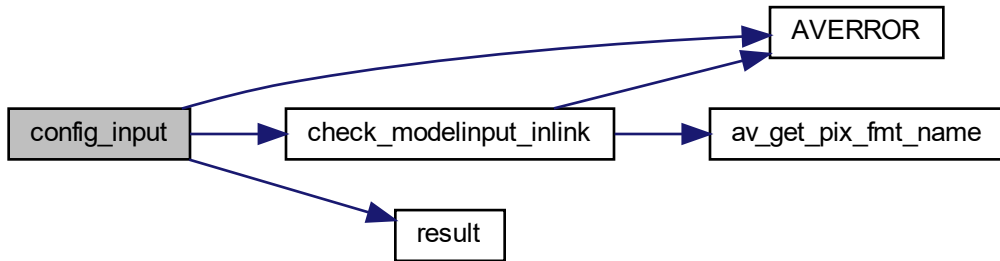 AVERROR
config_input
check_modelinput_inlink
av_get_pix_fmt_name
result